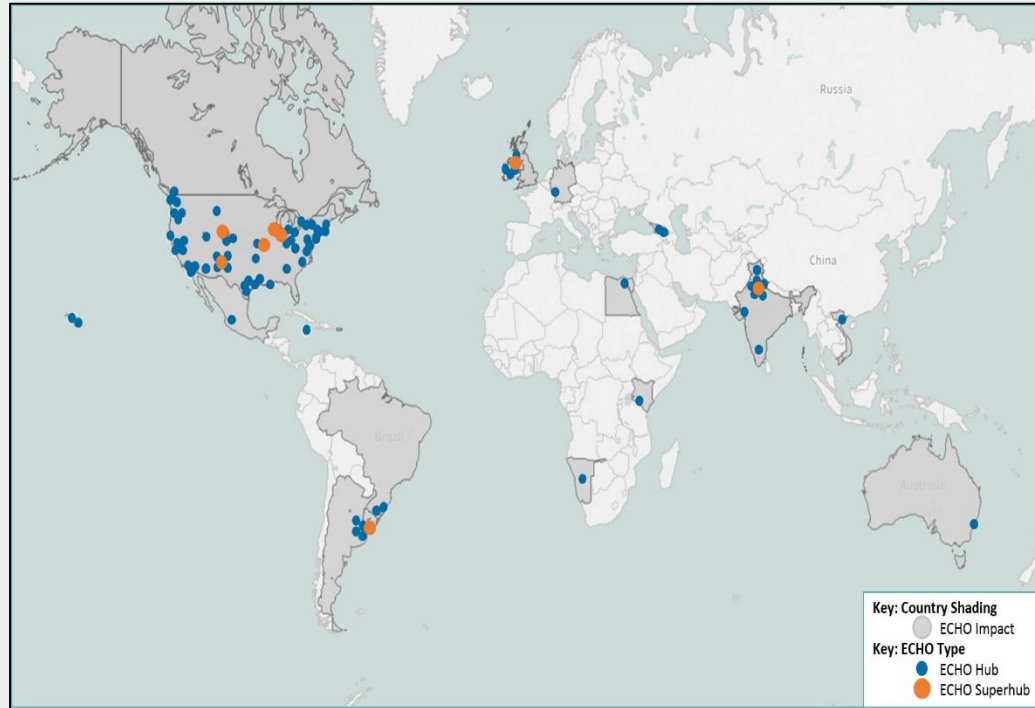 Russia
China
Brazil
Australia
Key: Country Shading
ECHO Impact
Key: ECHO Type
ECHO Hub
ECHO Superhub